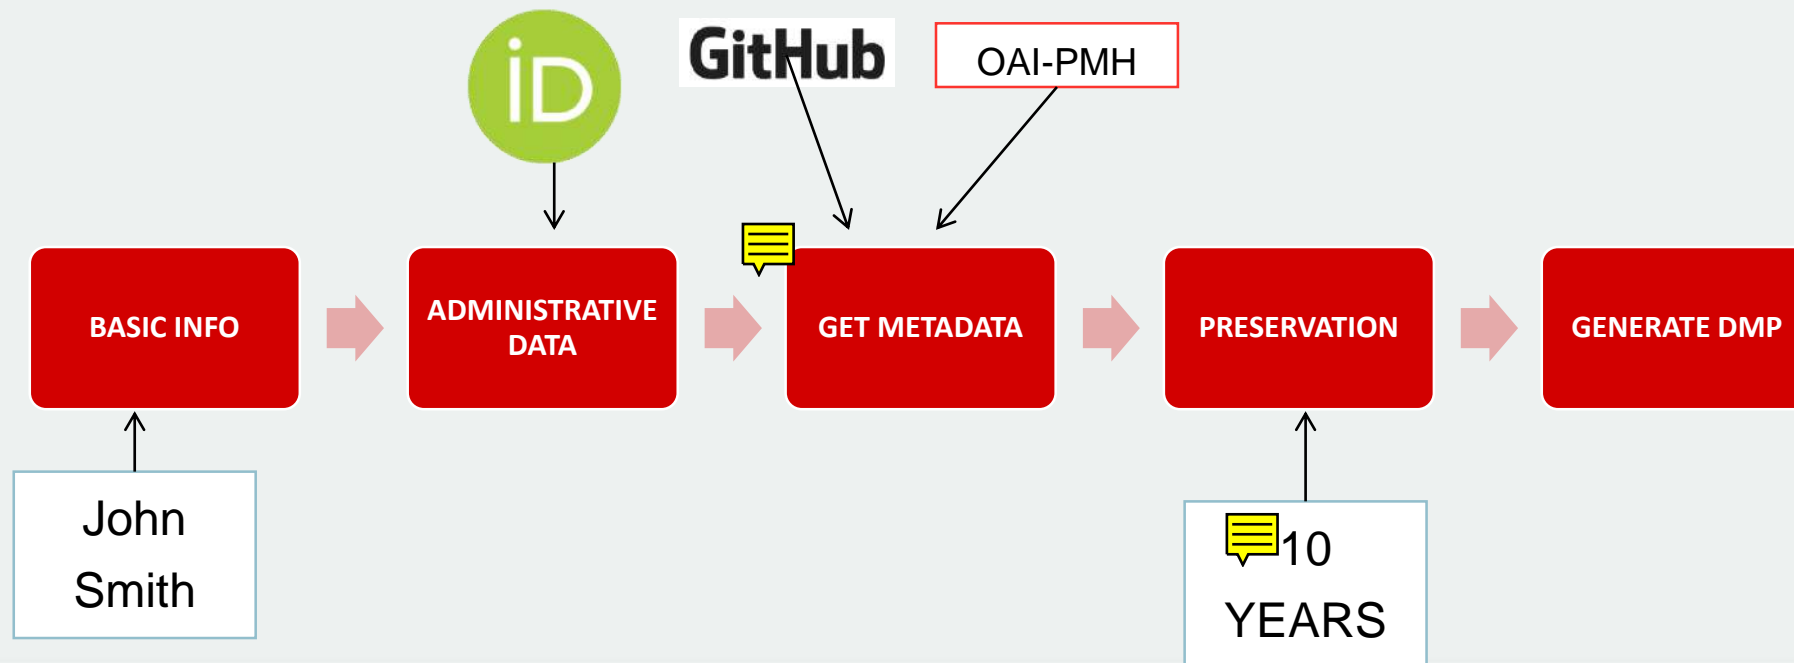 iD
GitHub
OAI-PMH
BASIC INFO
ADMINISTRATIVE
DATA
GET METADATA
PRESERVATION
GENERATE DMP
John
Smith
10
YEARS